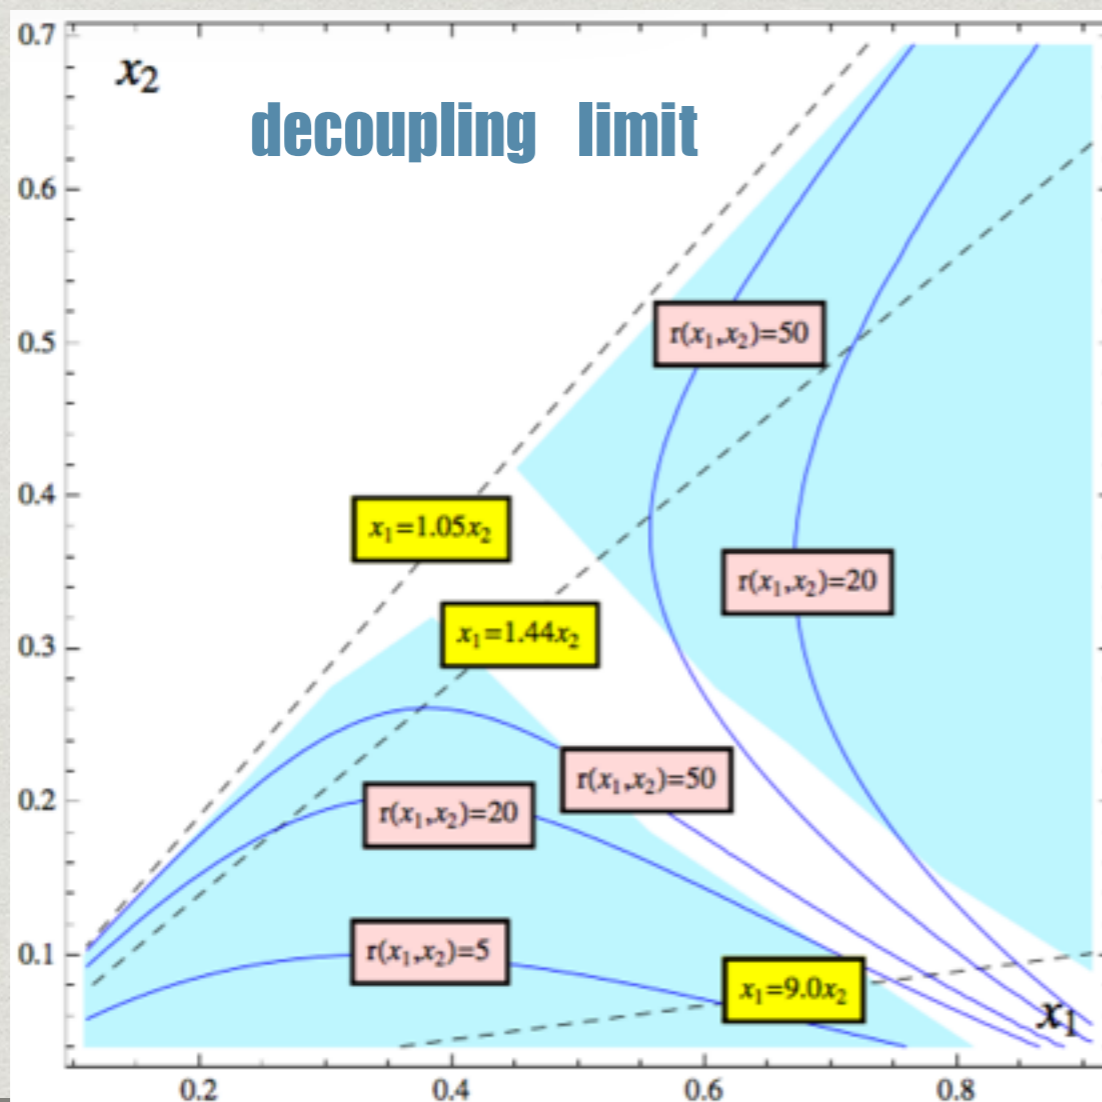 0.7
x₂
decoupling limit
0.6
0.5
r(x₁,x₂)=50
0.4
x₁=1.05x₂
r(x₁,x₂)=20
0.3
x₁=1.44x₂
r(x₁,x₂)=50
0.2
r(x₁,x₂)=20
0.1
r(x₁,x₂)=5
x₁=9.0x₂
x₁
0.2 0.4 0.6 0.8